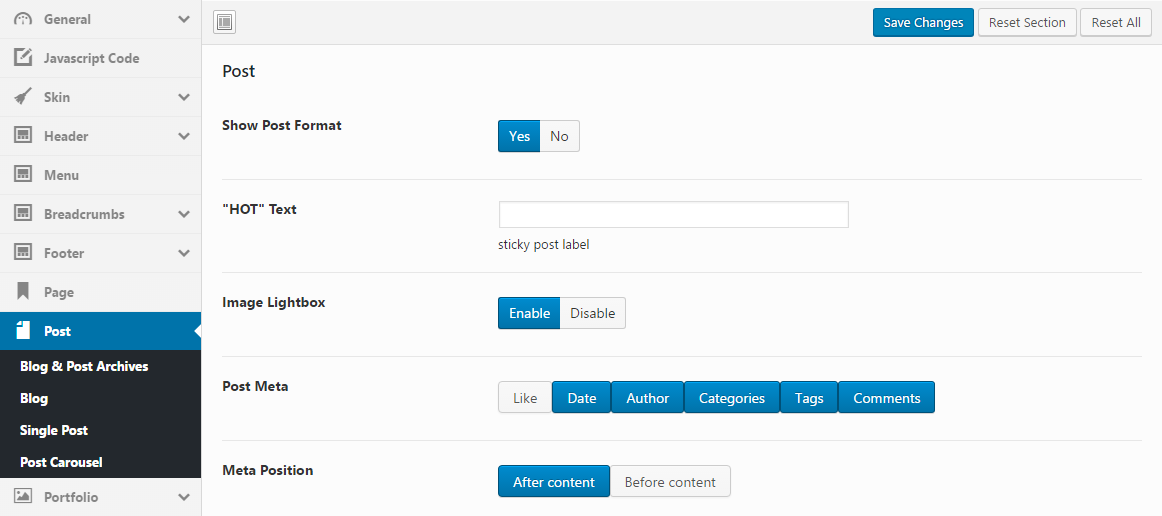 General
Javascript Code
Skin
Header
Menu
Breadcrumbs
Footer
Page
Post
Blog & Post Archives
Blog
Single Post
Post Carousel
Portfolio
Save Changes Reset Section Reset All
Post
Show Post Format Yes No
"HOT" Text
sticky post label
Image Lightbox Enable Disable
Post Meta Like Date Author Categories Tags Comments
Meta Position After content Before content